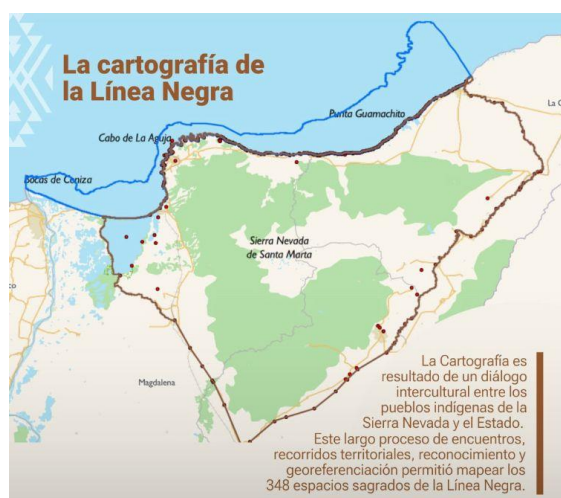 La cartografía de
la Línea Negra
Punta Guamachito
Cabo de La Aguja
Bocas de Ceniza
Sierra Nevada
de Santa Marta
Magdalena
La Cartografía es
resultado de un diálogo
intercultural entre los
pueblos indígenas de la
Sierra Nevada y el Estado.
Este largo proceso de encuentros,
recorridos territoriales, reconocimiento y
georeferenciación permitió mapear los
348 espacios sagrados de la Línea Negra.